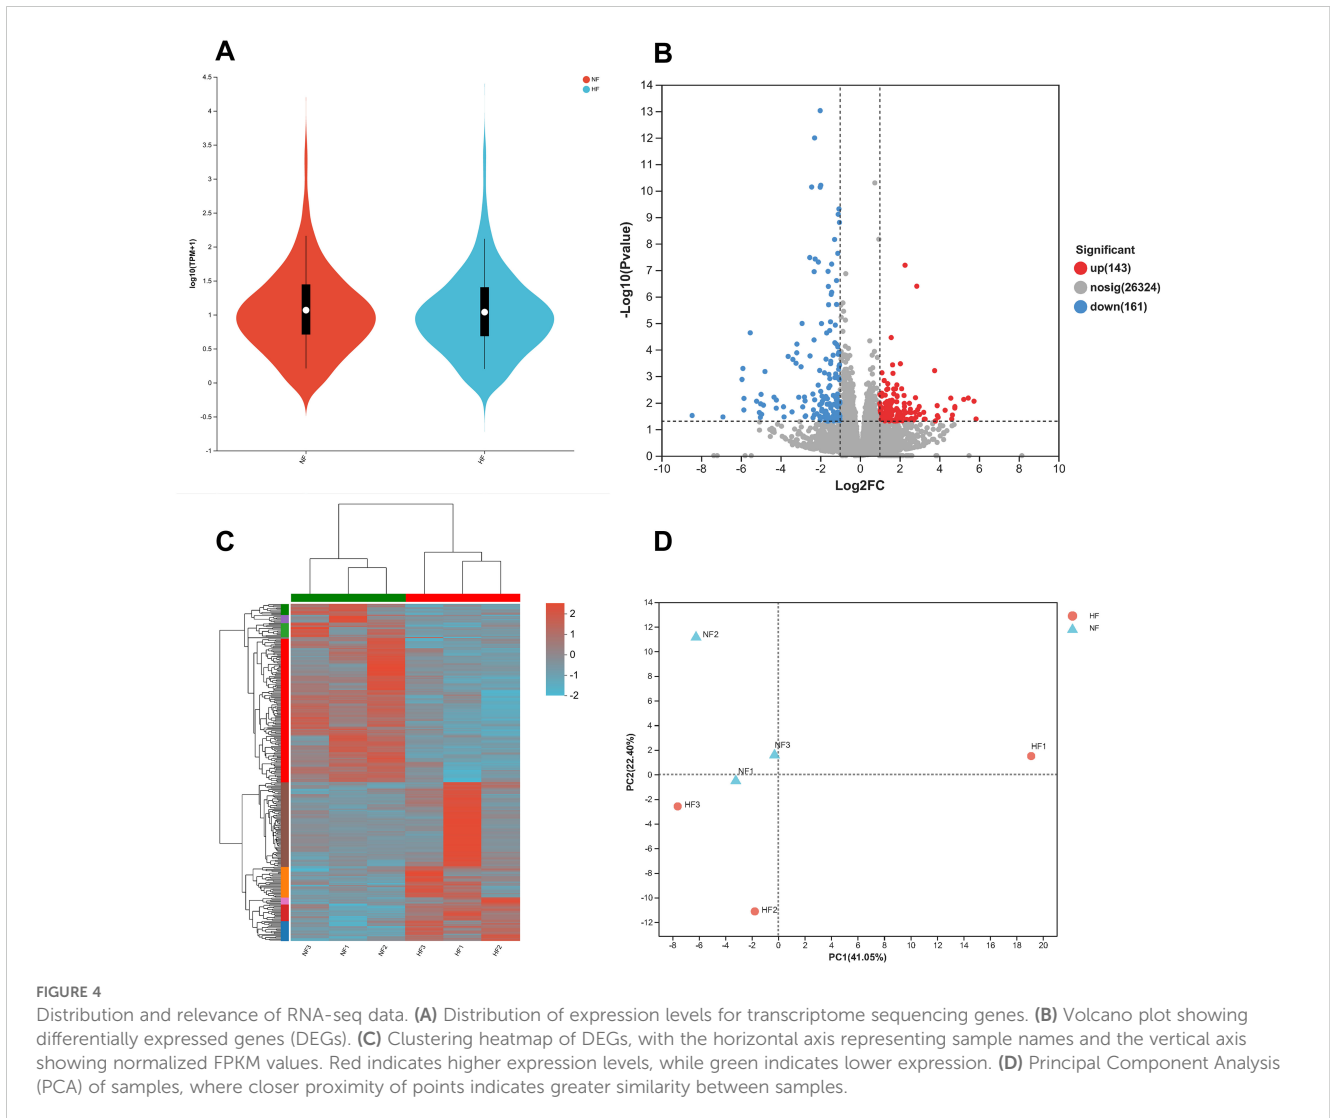 A
4.5
4
3.5
3
2.5
2
1.5
1
0.5
0
-0.5
-1
log10(TPM+1)
NF
HF
NF
HF
B
14
13
12
11
10
9
8
7
6
5
4
3
2
1
0
-Log10(Pvalue)
-10 -8 -6 -4 -2 0 2 4 6 8 10
Log2FC
Significant
up(143)
nosig(26324)
down(161)
C
2
1
0
-1
-2
NF3 NF1 NF2 HF3 HF1 HF2
D
14
12
10
8
6
4
2
0
-2
-4
-6
-8
-10
-12
PC2(22.40%)
NF2
NF3
NF1
HF1
HF3
HF2
-8 -6 -4 -2 0 2 4 6 8 10 12 14 16 18 20
PC1(41.05%)
HF
NF
FIGURE 4
Distribution and relevance of RNA-seq data. (A) Distribution of expression levels for transcriptome sequencing genes. (B) Volcano plot showing
differentially expressed genes (DEGs). (C) Clustering heatmap of DEGs, with the horizontal axis representing sample names and the vertical axis
showing normalized FPKM values. Red indicates higher expression levels, while green indicates lower expression. (D) Principal Component Analysis
(PCA) of samples, where closer proximity of points indicates greater similarity between samples.